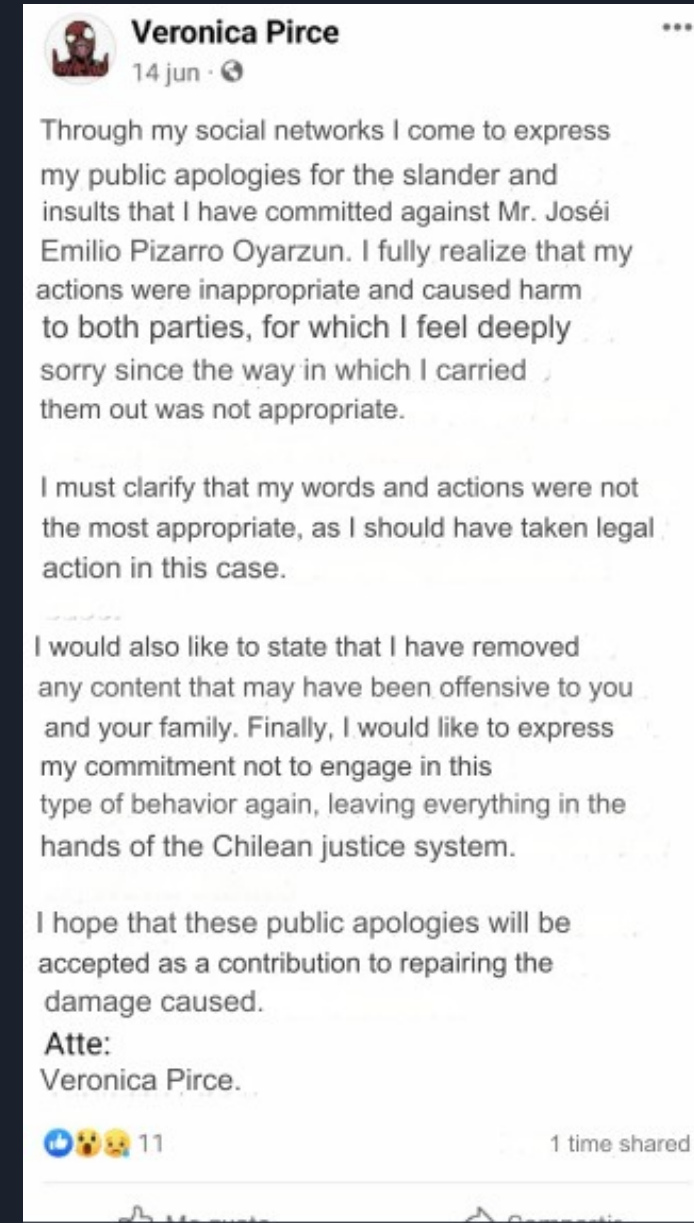 Veronica Pirce
14 jun
Through my social networks I come to express
my public apologies for the slander and
insults that I have committed against Mr. Joséi
Emilio Pizarro Oyarzun. I fully realize that my
actions were inappropriate and caused harm
to both parties, for which I feel deeply
sorry since the way in which I carried
them out was not appropriate.
I must clarify that my words and actions were not
the most appropriate, as I should have taken legal
action in this case.
I would also like to state that I have removed
any content that may have been offensive to you
and your family. Finally, I would like to express
my commitment not to engage in this
type of behavior again, leaving everything in the
hands of the Chilean justice system.
I hope that these public apologies will be
accepted as a contribution to repairing the
damage caused.
Atte:
Veronica Pirce.
11 1 time shared